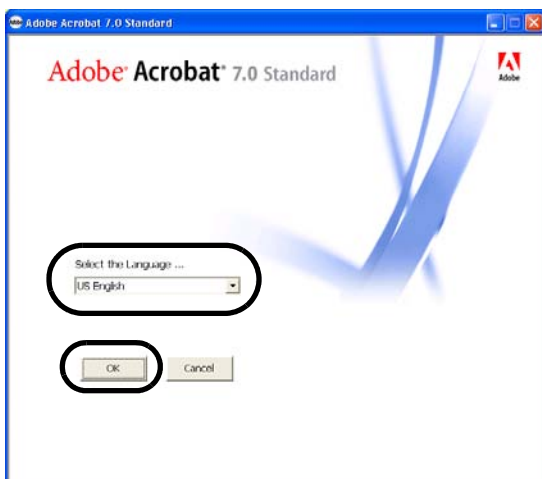 Adobe Acrobat 7.0 Standard
Adobe® Acrobat® 7.0 Standard
Adobe
Select the Language ...
US English
OK
Cancel